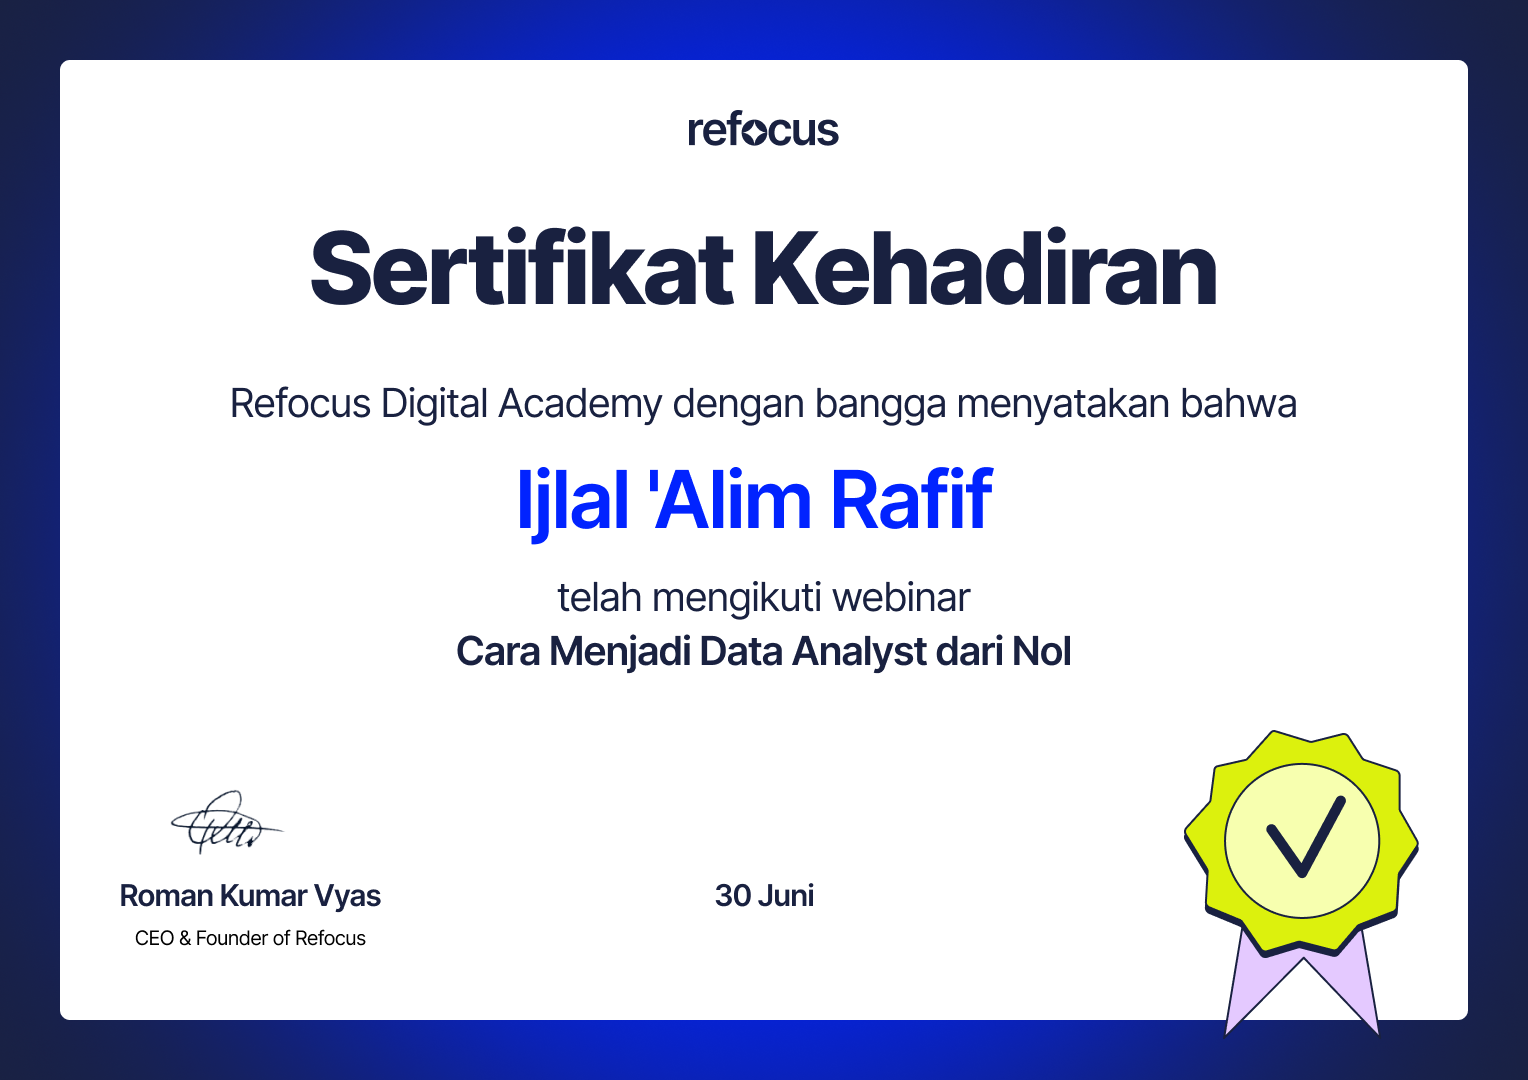 refocus
Sertifikat Kehadiran
Refocus Digital Academy dengan bangga menyatakan bahwa
Ijlal 'Alim Rafif
telah mengikuti webinar
Cara Menjadi Data Analyst dari Nol
Roman Kumar Vyas
30 Juni
CEO & Founder of Refocus